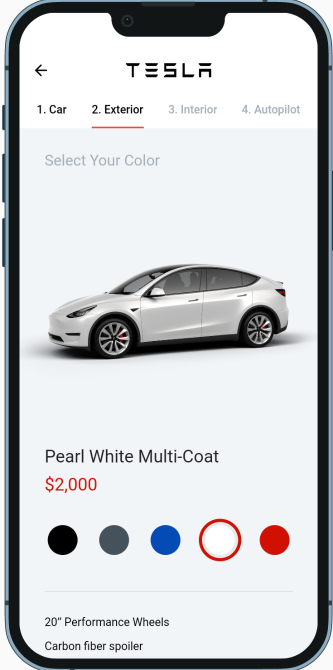 TESLA
1. Car 2. Exterior 3. Interior 4. Autopilot
Select Your Color
Pearl White Multi-Coat
$2,000
20" Performance Wheels
Carbon fiber spoiler